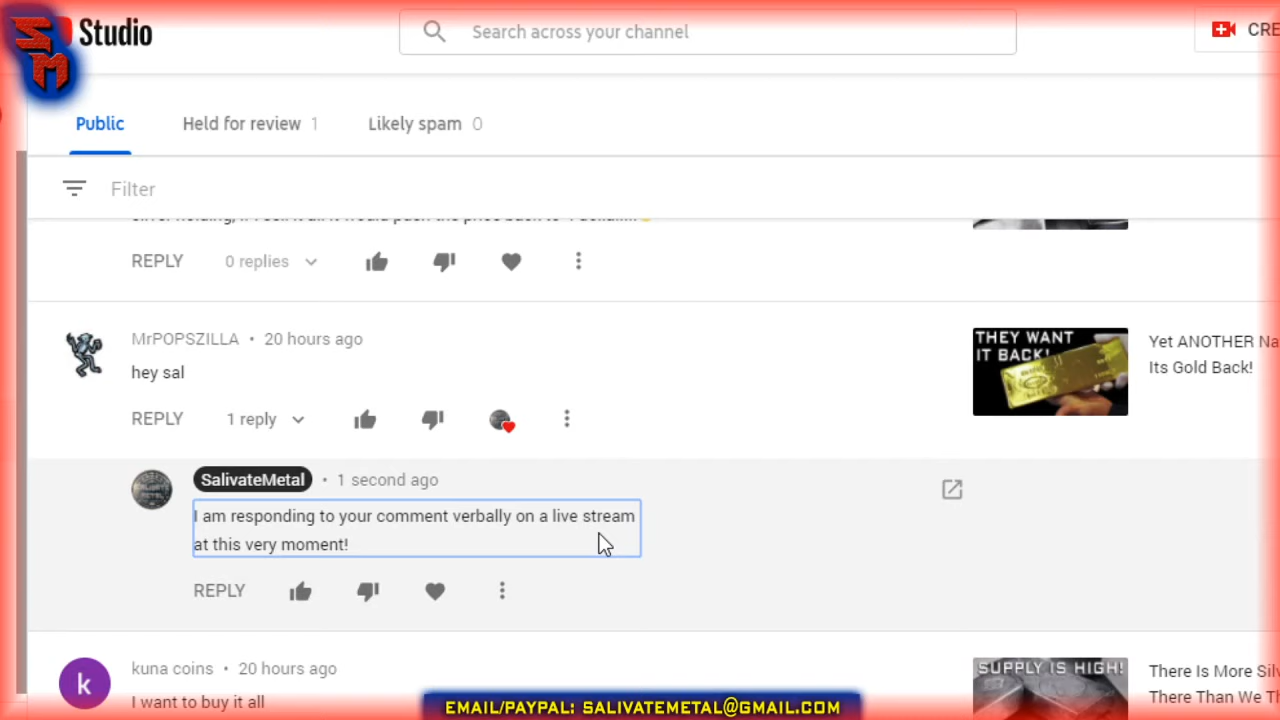 SM
Studio
Search across your channel
CRE
Public
Held for review 1
Likely spam 0
Filter
REPLY
0 replies
MrPOPSZILLA • 20 hours ago
hey sal
REPLY
1 reply
THEY WANT
IT BACK!
Yet ANOTHER Na
Its Gold Back!
SalivateMetal • 1 second ago
I am responding to your comment verbally on a live stream
at this very moment!
REPLY
k
kuna coins • 20 hours ago
I want to buy it all
SUPPLY IS HIGH!
There Is More Sil
There Than We T
EMAIL/PAYPAL: SALIVATEMETAL@GMAIL.COM